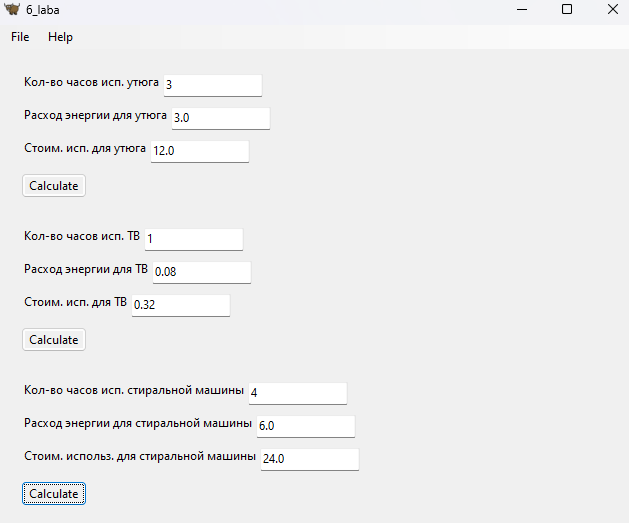 6_laba
File Help
Кол-во часов исп. утюга 3
Расход энергии для утюга 3.0
Стоим. исп. для утюга 12.0
Calculate
Кол-во часов исп. ТВ 1
Расход энергии для ТВ 0.08
Стоим. исп. для ТВ 0.32
Calculate
Кол-во часов исп. стиральной машины 4
Расход энергии для стиральной машины 6.0
Стоим. использ. для стиральной машины 24.0
Calculate